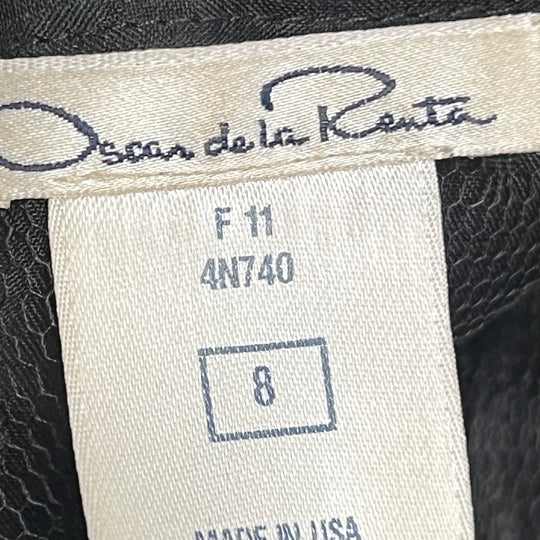 Oscar de la Renta
F 11
4N740
8
MADE IN USA